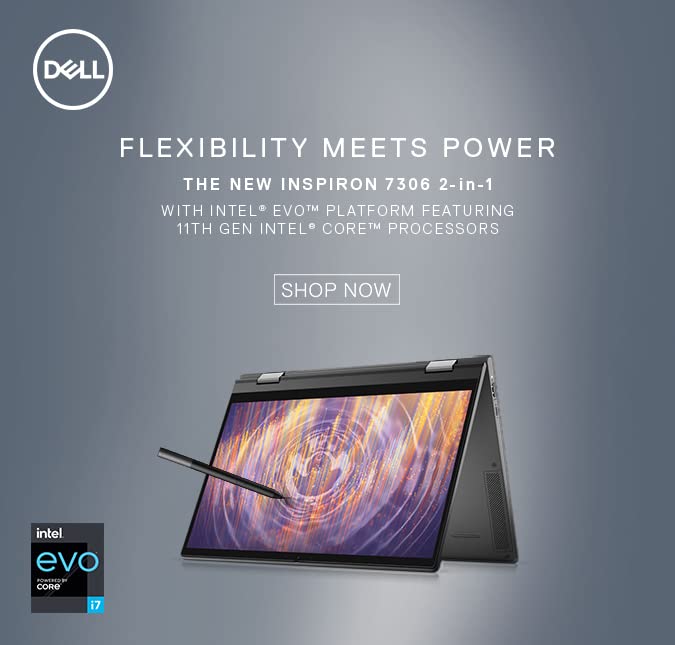 DELL
FLEXIBILITY MEETS POWER
THE NEW INSPIRON 7306 2-in-1
WITH INTEL® EVO™ PLATFORM FEATURING
11TH GEN INTEL® CORE™ PROCESSORS
SHOP NOW
intel.
evo
POWERED BY
CORE
i7